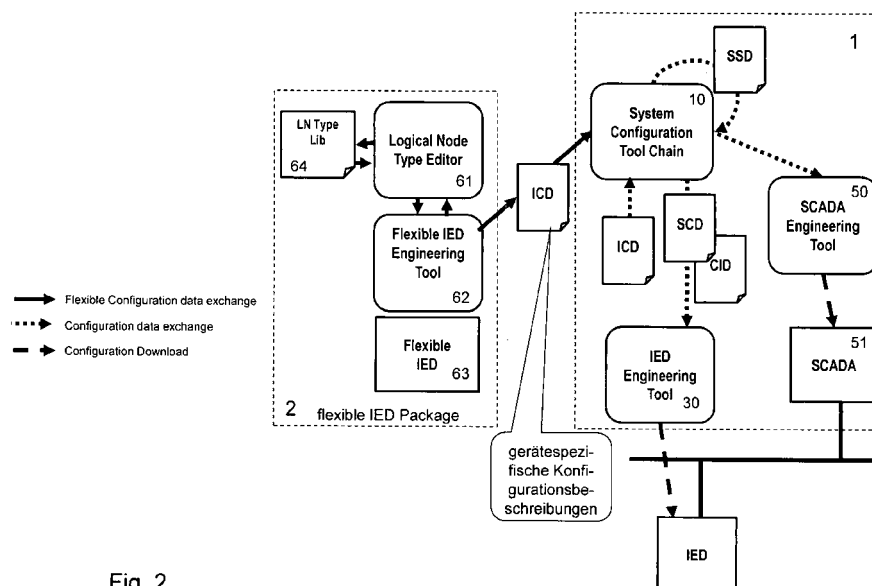 1
SSD
10
System
Configuration
Tool Chain
LN Type
Lib
64
Logical Node
Type Editor
61
ICD
50
SCADA
Engineering
Tool
Flexible IED
Engineering
Tool
62
ICD
SCD
CID
Flexible Configuration data exchange
Configuration data exchange
Configuration Download
Flexible
IED
63
IED
Engineering
Tool
30
51
SCADA
2
flexible IED Package
gerätespezi-
fische Konfi-
gurationsbe-
schreibungen
IED
Fig. 2